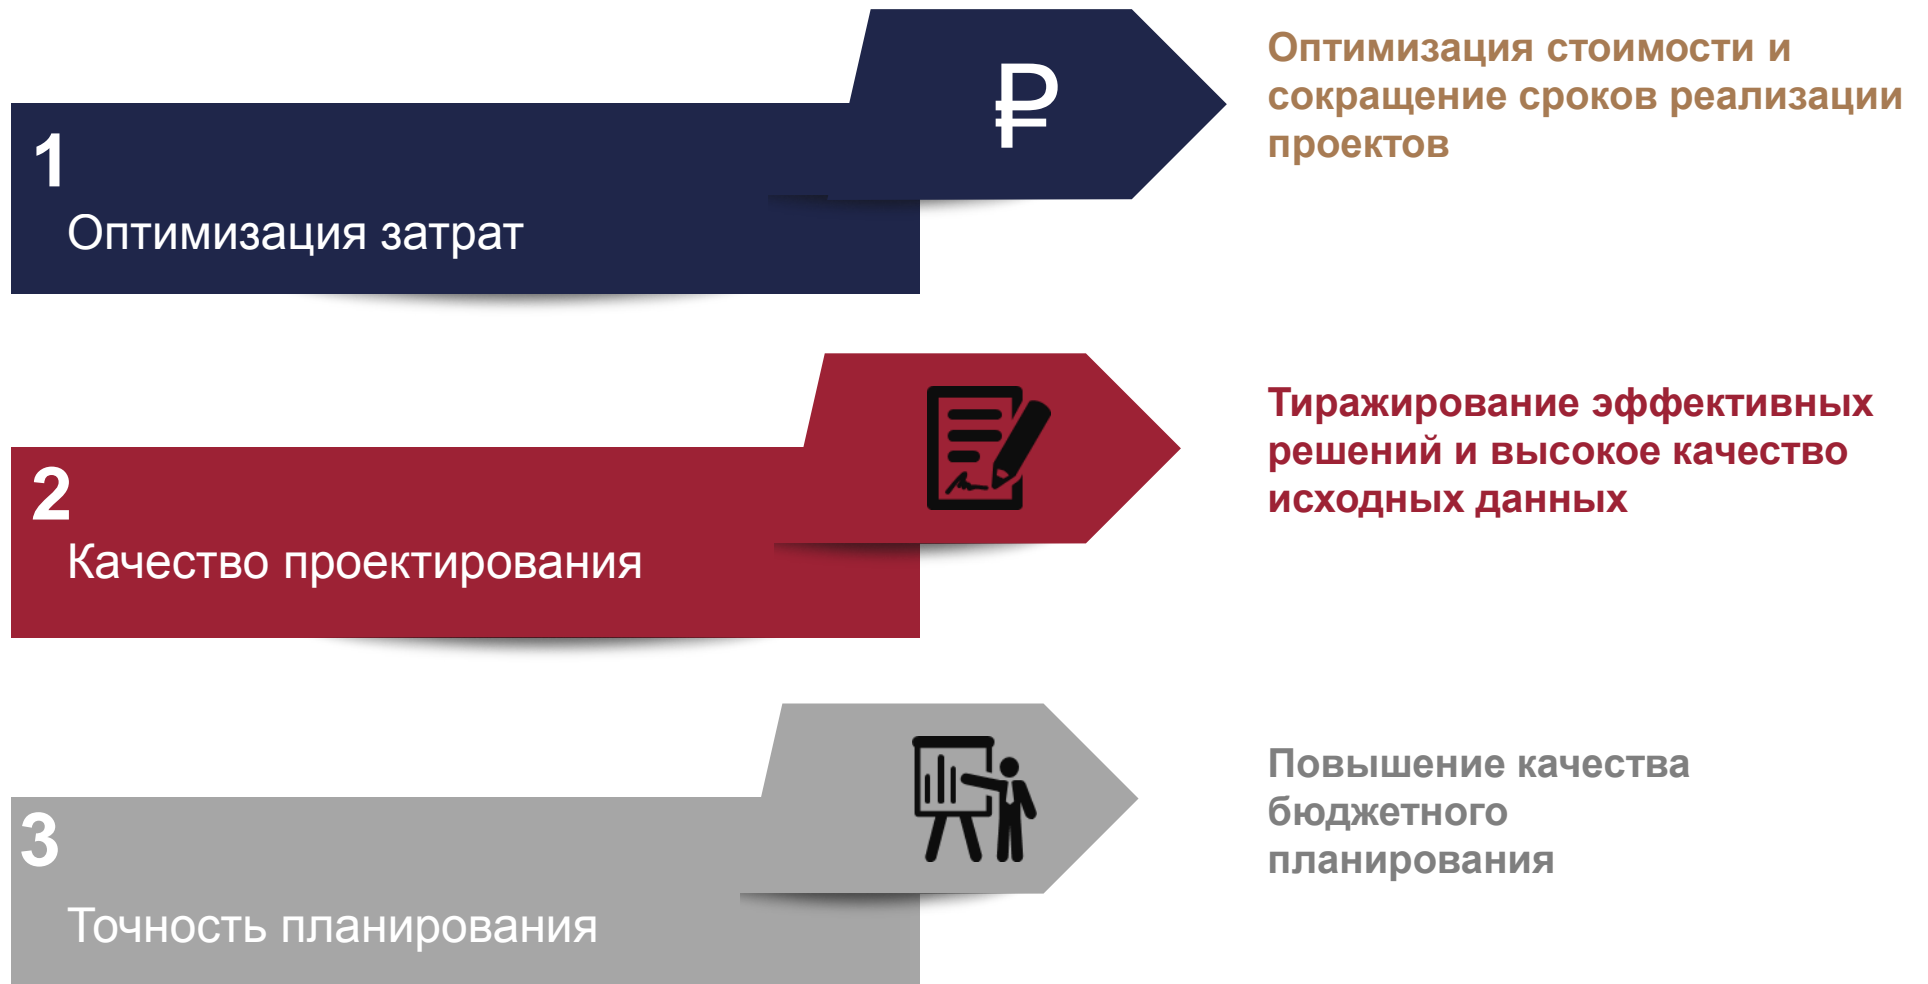 ₽
Оптимизация стоимости и
сокращение сроков реализации
проектов
1
Оптимизация затрат
Тиражирование эффективных
решений и высокое качество
исходных данных
2
Качество проектирования
Повышение качества
бюджетного
планирования
3
Точность планирования